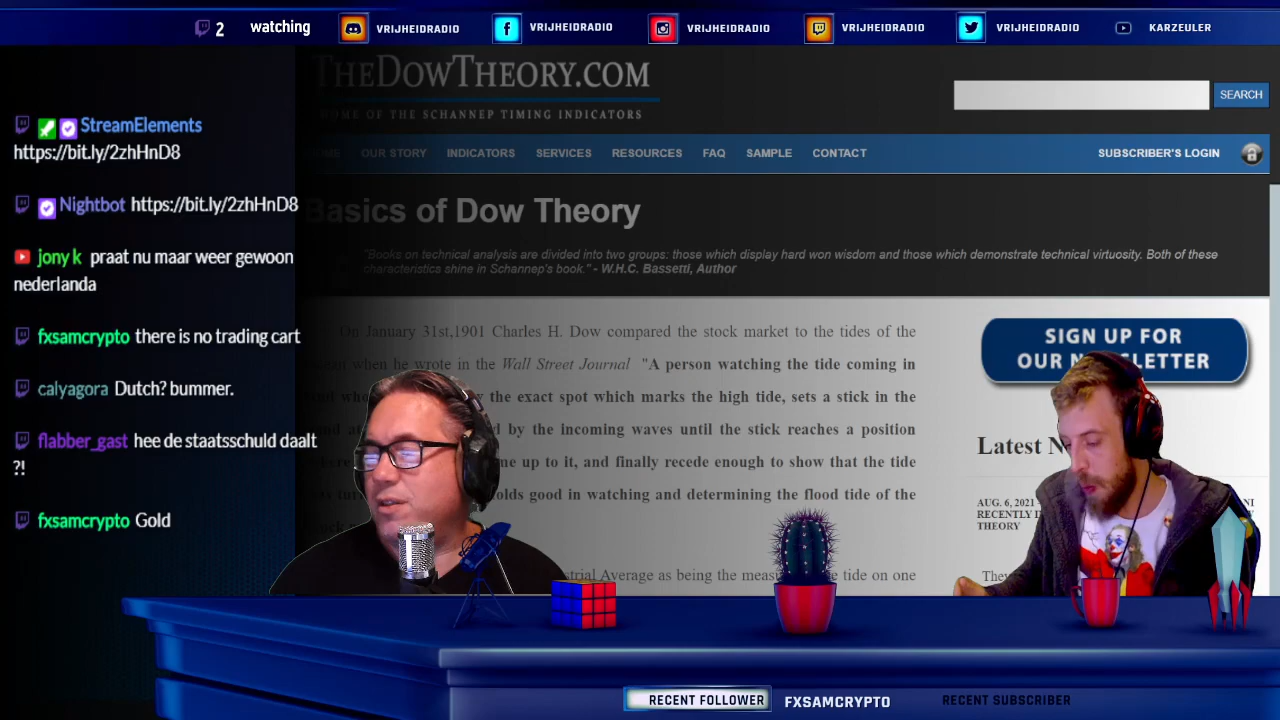 2 watching
VRIJHEIDRADIO
VRIJHEIDRADIO
VRIJHEIDRADIO
VRIJHEIDRADIO
VRIJHEIDRADIO
KARZEULER
THEDOWTHEORY.COM
HOME OF THE SCHANNEP TIMING INDICATORS
SEARCH
OUR STORY INDICATORS SERVICES RESOURCES FAQ SAMPLE CONTACT SUBSCRIBER'S LOGIN
StreamElements
https://bit.ly/2zhHnD8
Nightbot https://bit.ly/2zhHnD8
jony k praat nu maar weer gewoon
nederlanda
fxsamcrypto there is no trading cart
calyagora Dutch? bummer.
flabber_gast hee de staatsschuld daalt
?!
fxsamcrypto Gold
Basics of Dow Theory
"Books on technical analysis are divided into two groups: those which display hard won wisdom and those which demonstrate technical virtuosity. Both of these
characteristics shine in Schannep's book." - W.H.C. Bassetti, Author
On January 31st,1901 Charles H. Dow compared the stock market to the tides of the
when he wrote in the Wall Street Journal "A person watching the tide coming in
the exact spot which marks the high tide, sets a stick in the
by the incoming waves until the stick reaches a position
up to it, and finally recede enough to show that the tide
holds good in watching and determining the flood tide of the
Average as being the tide on one
SIGN UP FOR
OUR NEWSLETTER
Latest
AUG. 6, 2021
RECENTLY
THEORY
RECENT FOLLOWER FXSAMCRYPTO RECENT SUBSCRIBER